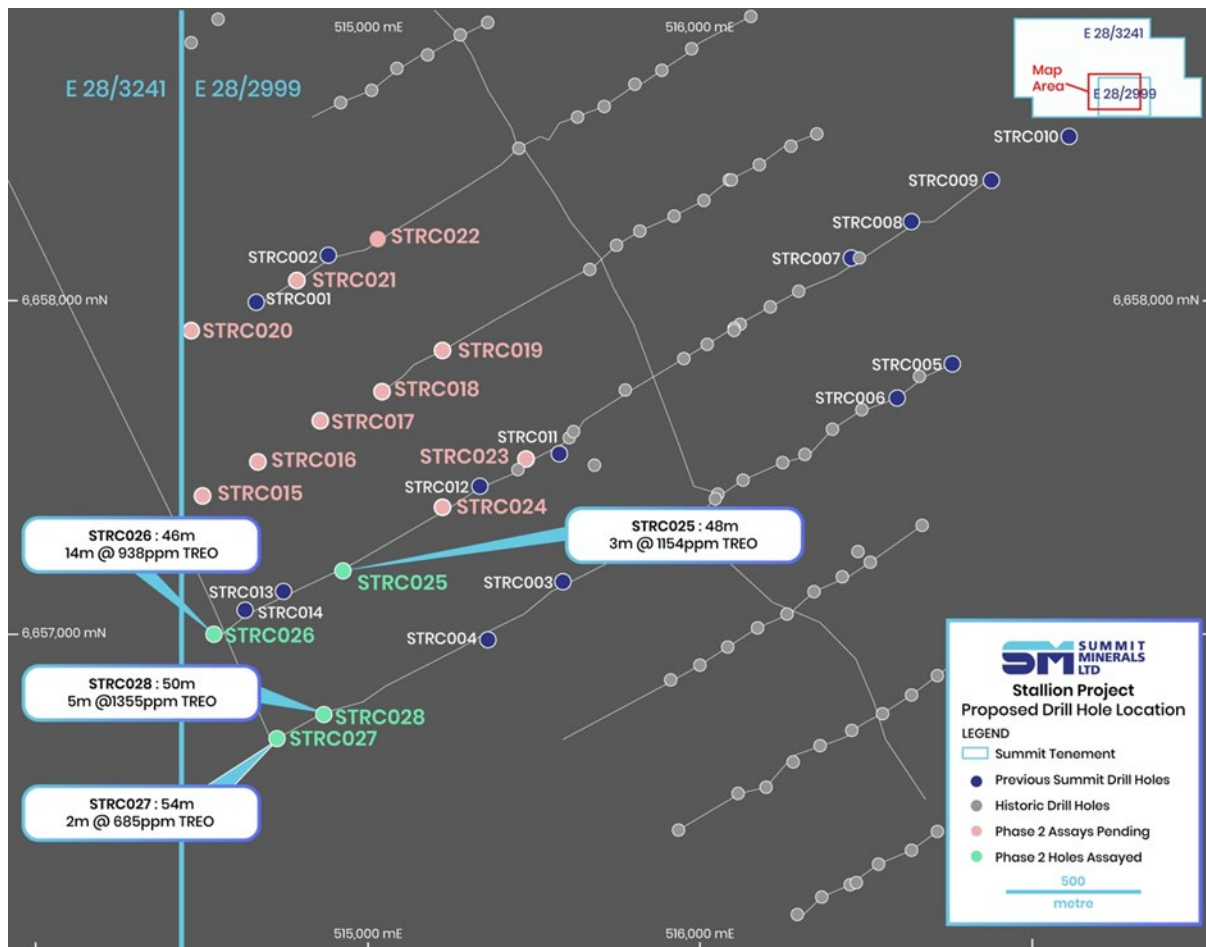 515,000 mE
516,000 mE
E 28/3241
E 28/2999
E 28/3241
Map
Area
E 28/2999
STRC010
STRC009
STRC008
STRC007
STRC022
STRC002
STRC021
STRC001
6,658,000 mN
6,658,000 mN
STRC020
STRC019
STRC005
STRC018
STRC006
STRC017
STRC011
STRC016
STRC023
STRC012
STRC015
STRC024
STRC026 : 46m
14m @ 938ppm TREO
STRC025 : 48m
3m @ 1154ppm TREO
STRC025
STRC003
STRC013
STRC014
6,657,000 mN
STRC026
STRC004
STRC028 : 50m
5m @1355ppm TREO
STRC028
STRC027
STRC027 : 54m
2m @ 685ppm TREO
SM SUMMIT
MINERALS
LTD
Stallion Project
Proposed Drill Hole Location
LEGEND
Summit Tenement
Previous Summit Drill Holes
Historic Drill Holes
Phase 2 Assays Pending
Phase 2 Holes Assayed
500
metre
515,000 mE
516,000 mE